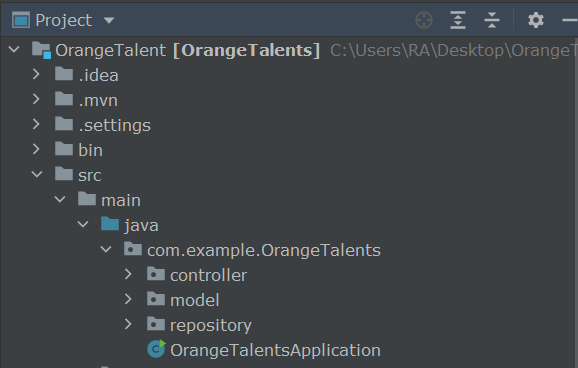 Project
OrangeTalent [OrangeTalents] C:\Users\RA\Desktop\OrangeT
.idea
.mvn
.settings
bin
src
main
java
com.example.OrangeTalents
controller
model
repository
OrangeTalentsApplication